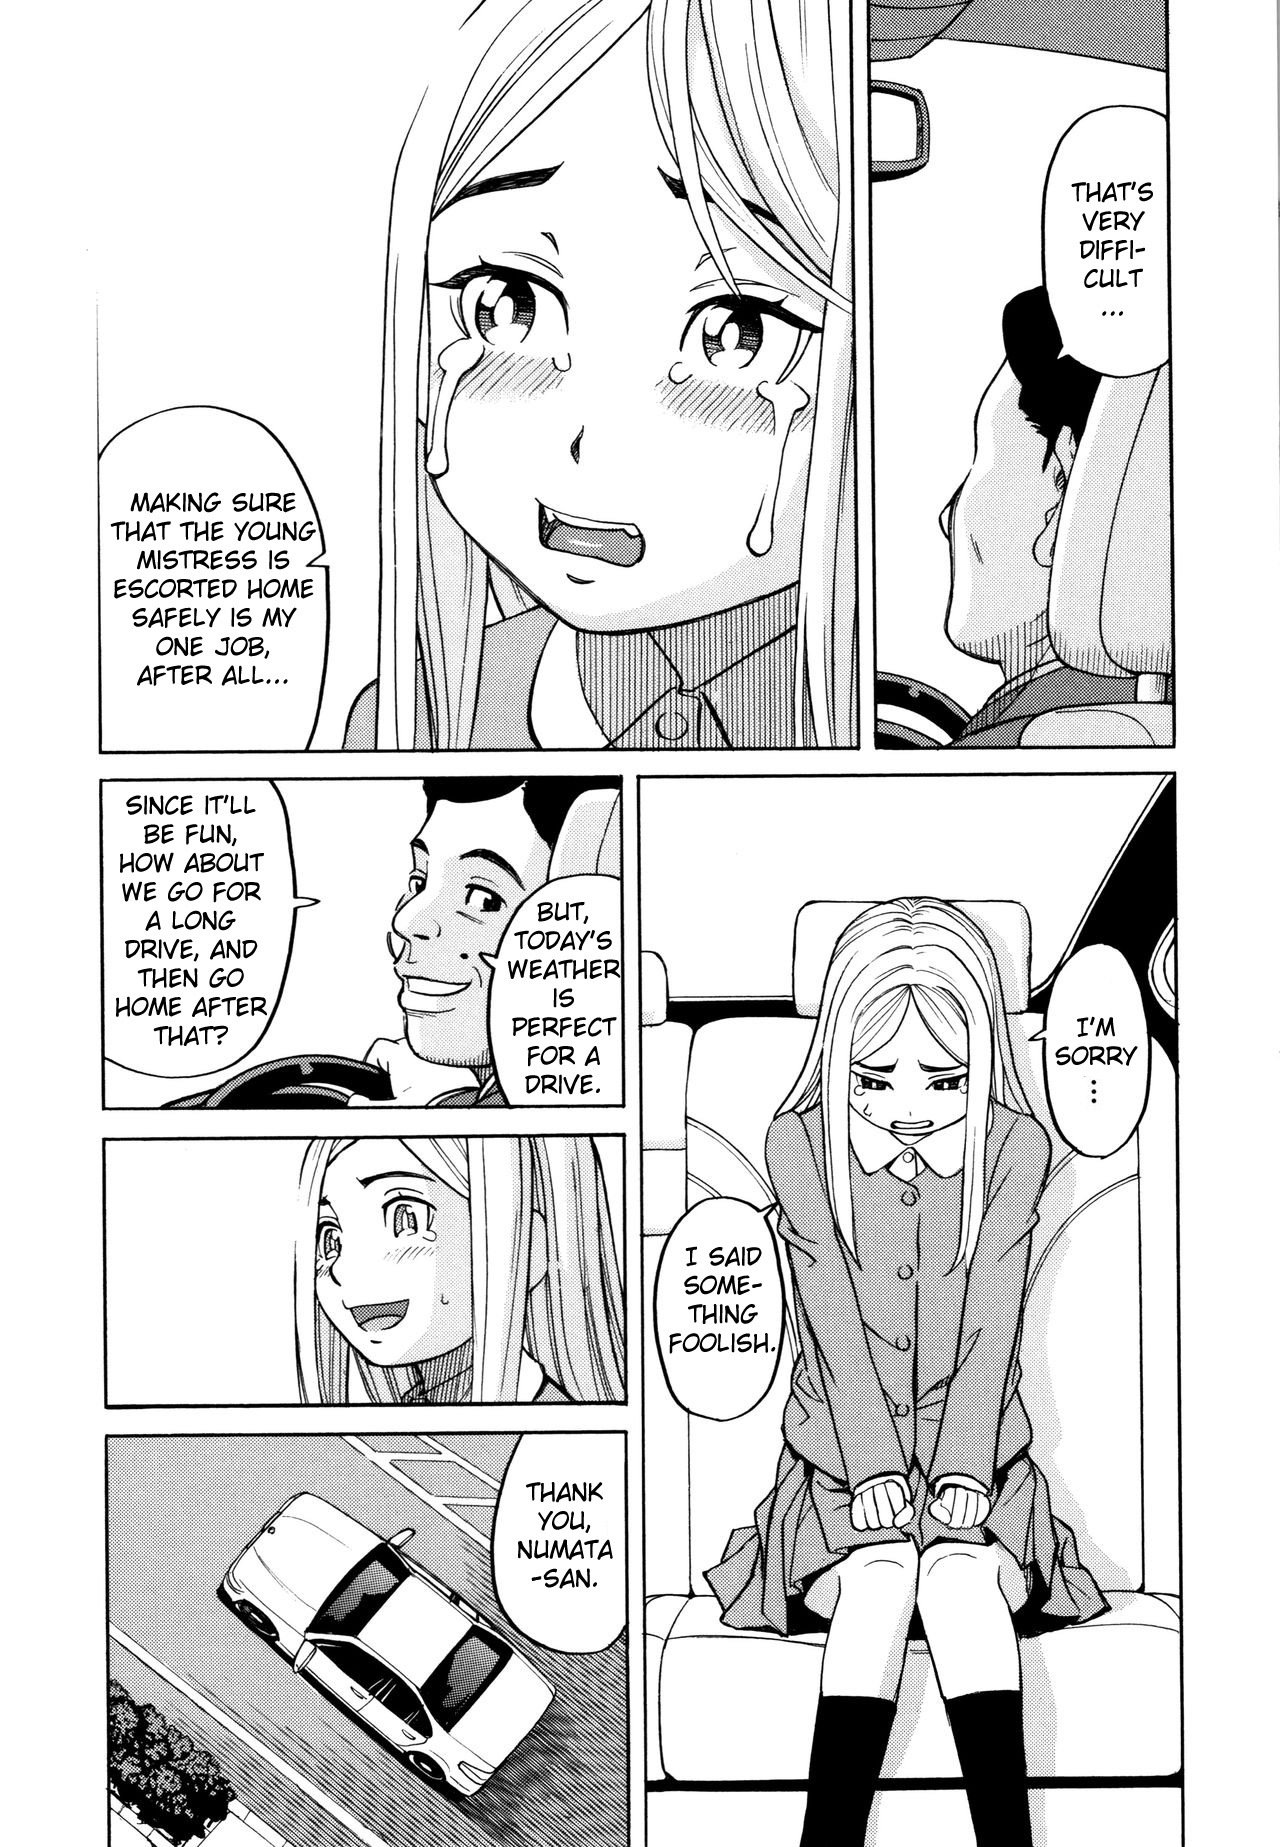 THAT'S
VERY
DIFFI-
CULT
...
MAKING SURE
THAT THE YOUNG
MISTRESS IS
ESCORTED HOME
SAFELY IS MY
ONE JOB,
AFTER ALL...
I'M
SORRY
...
I SAID
SOME-
THING
FOOLISH.
BUT,
TODAY'S
WEATHER IS
PERFECT
FOR A
DRIVE.
SINCE IT'LL
BE FUN,
HOW ABOUT
WE GO FOR
A LONG
DRIVE, AND
THEN GO
HOME AFTER
THAT?
THANK
YOU,
NUMATA
-SAN.